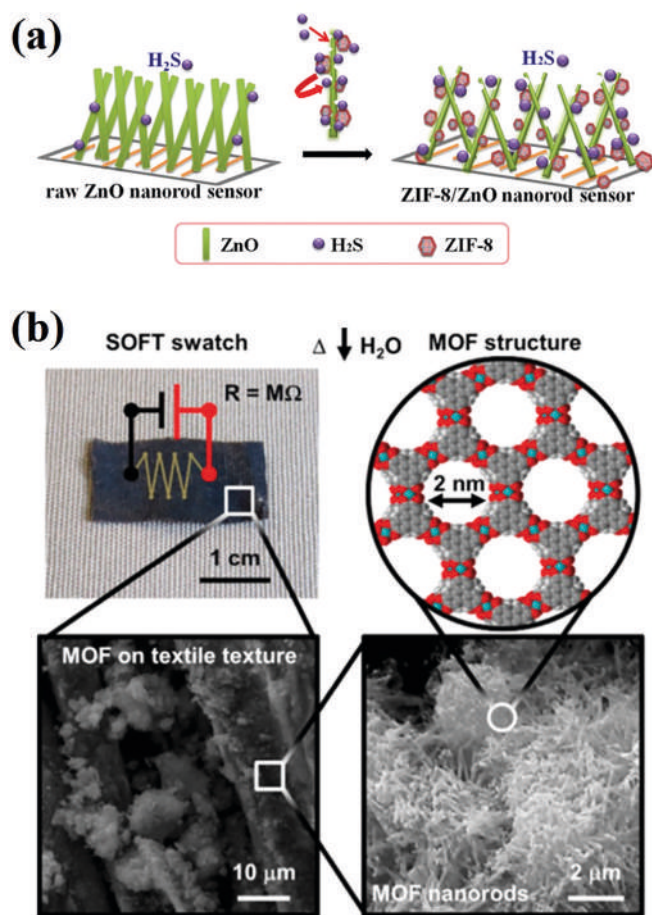 (a)
H₂S
H₂S
raw ZnO nanorod sensor
ZIF-8/ZnO nanorod sensor
ZnO
H₂S
ZIF-8
(b)
SOFT swatch
Δ
H₂O
MOF structure
R = MΩ
1 cm
2 nm
MOF on textile texture
10 μm
MOF nanorods
2 μm